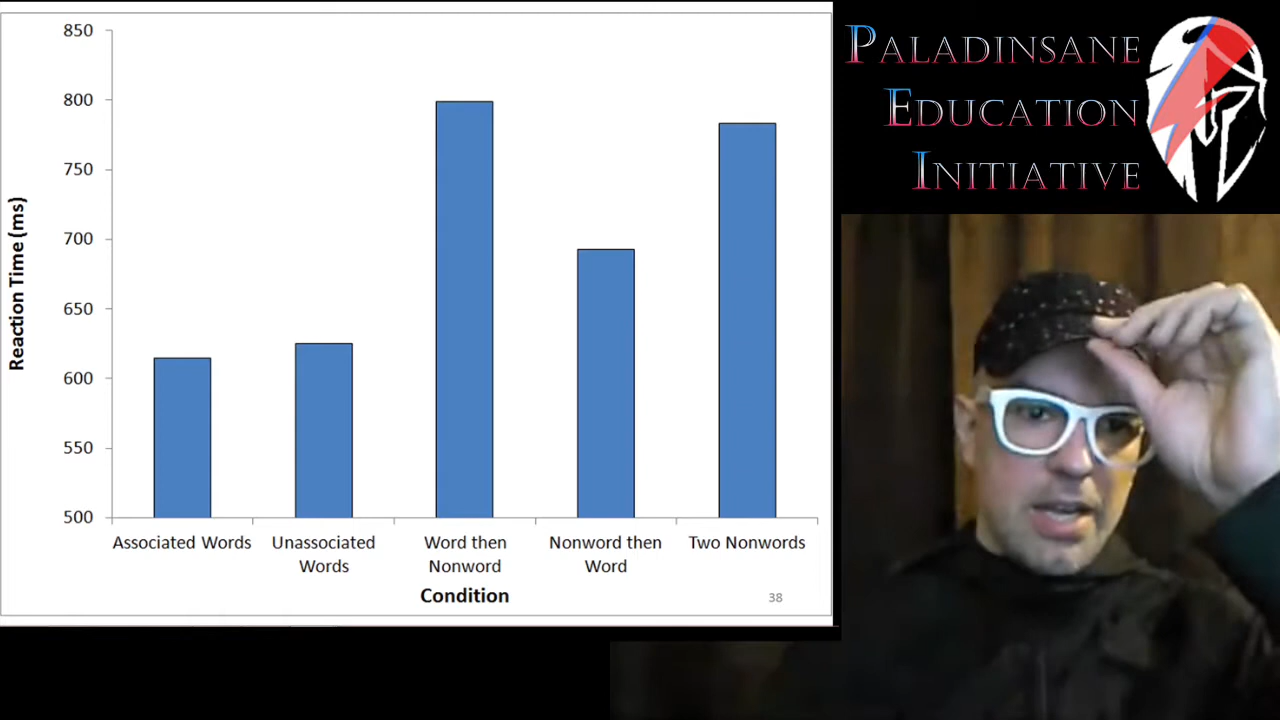 850
800
750
700
650
600
550
500
Reaction Time (ms)
Associated Words
Unassociated
Words
Word then
Nonword
Nonword then
Word
Two Nonwords
Condition
38
PALADINSANE
EDUCATION
INITIATIVE